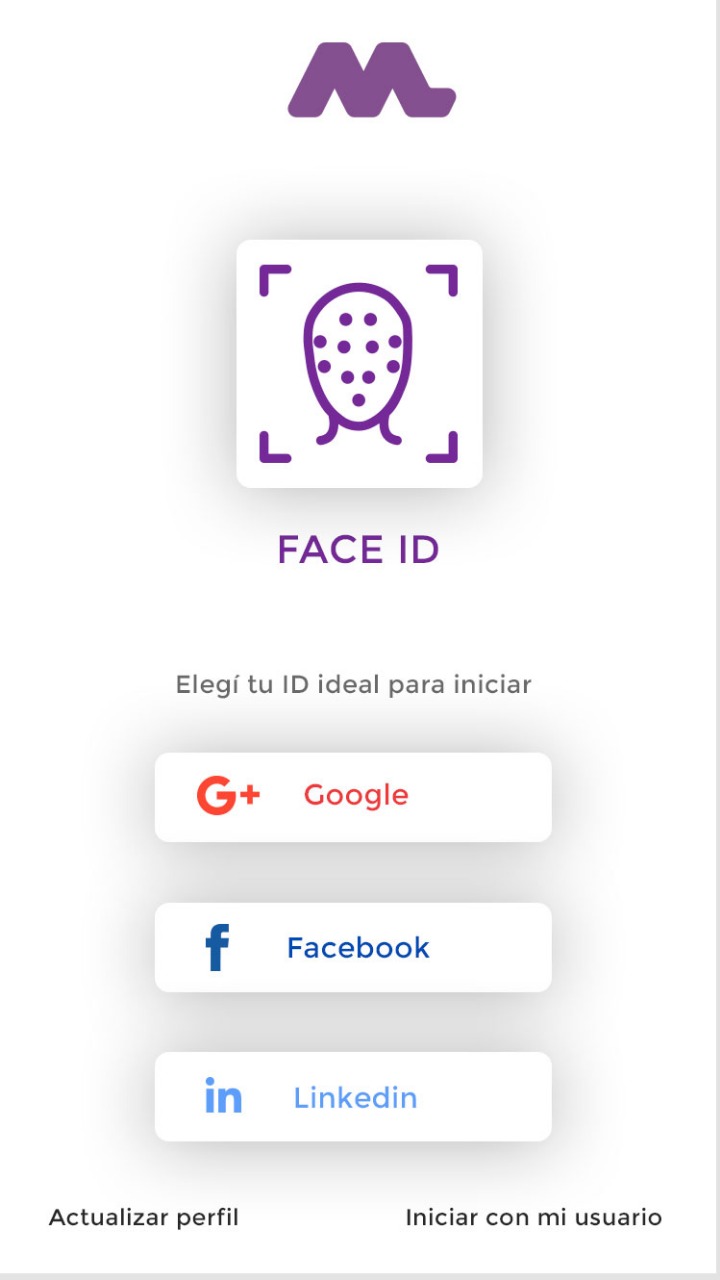 FACE ID
Elegí tu ID ideal para iniciar
G+ Google
f Facebook
in Linkedin
Actualizar perfil
Iniciar con mi usuario